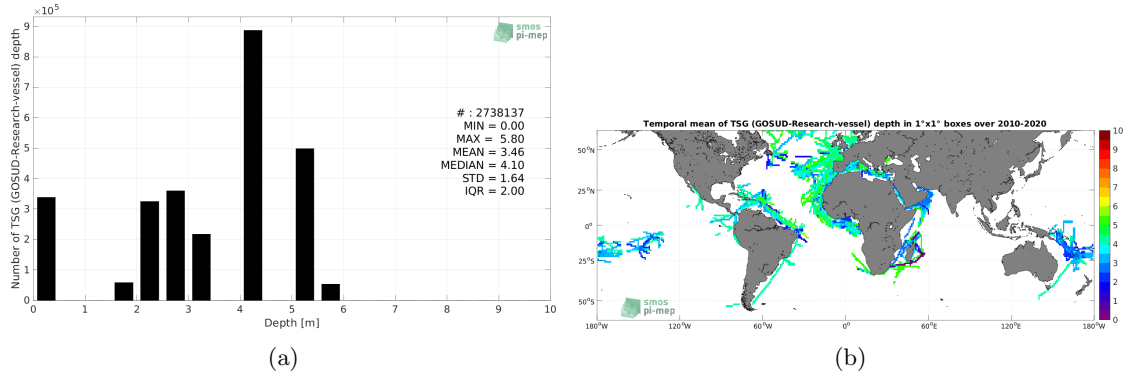 ×10⁵
9
8
7
6
5
4
3
2
1
0
Number of TSG (GOSUD-Research-vessel) depth
smos
pi-mep
# : 2738137
MIN = 0.00
MAX = 5.80
MEAN = 3.46
MEDIAN = 4.10
STD = 1.64
IQR = 2.00
0 1 2 3 4 5 6 7 8 9 10
Depth [m]
(a)
Temporal mean of TSG (GOSUD-Research-vessel) depth in 1°x1° boxes over 2010-2020
50°N
25°N
0°
25°S
50°S
smos
pi-mep
180°W 120°W 60°W 0° 60°E 120°E 180°E
10
9
8
7
6
5
4
3
2
1
0
(b)